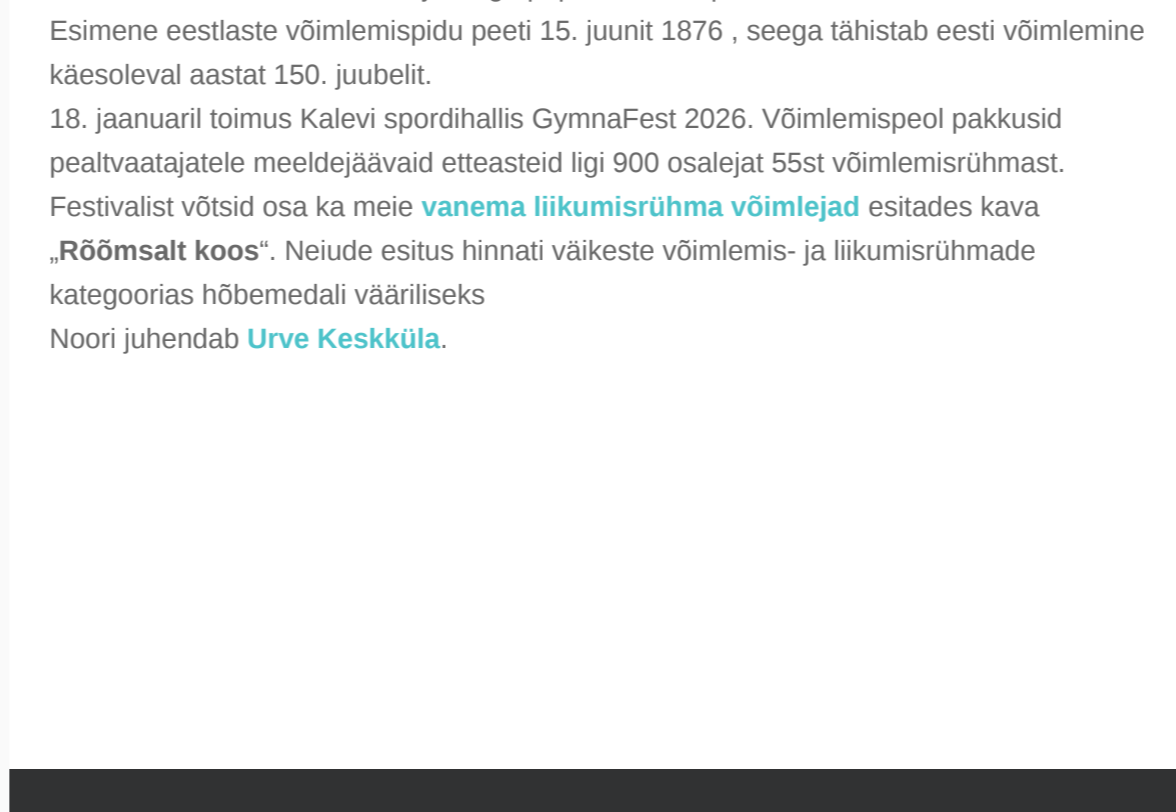 Esimene eestlaste võimlemispidu peeti 15. juunit 1876 , seega tähistab eesti võimlemine
käesoleval aastat 150. juubelit.
18. jaanuaril toimus Kalevi spordihallis GymnaFest 2026. Võimlemispeol pakkusid
pealtvaatajatele meeldejäävaid etteasteid ligi 900 osalejat 55st võimlemisrühmast.
Festivalist võtsid osa ka meie vanema liikumisrühma võimlejad esitades kava
„Rõõmsalt koos“. Neiude esitus hinnati väikeste võimlemis- ja liikumisrühmade
kategoorias hõbemedali vääriliseks
Noori juhendab Urve Keskküla.